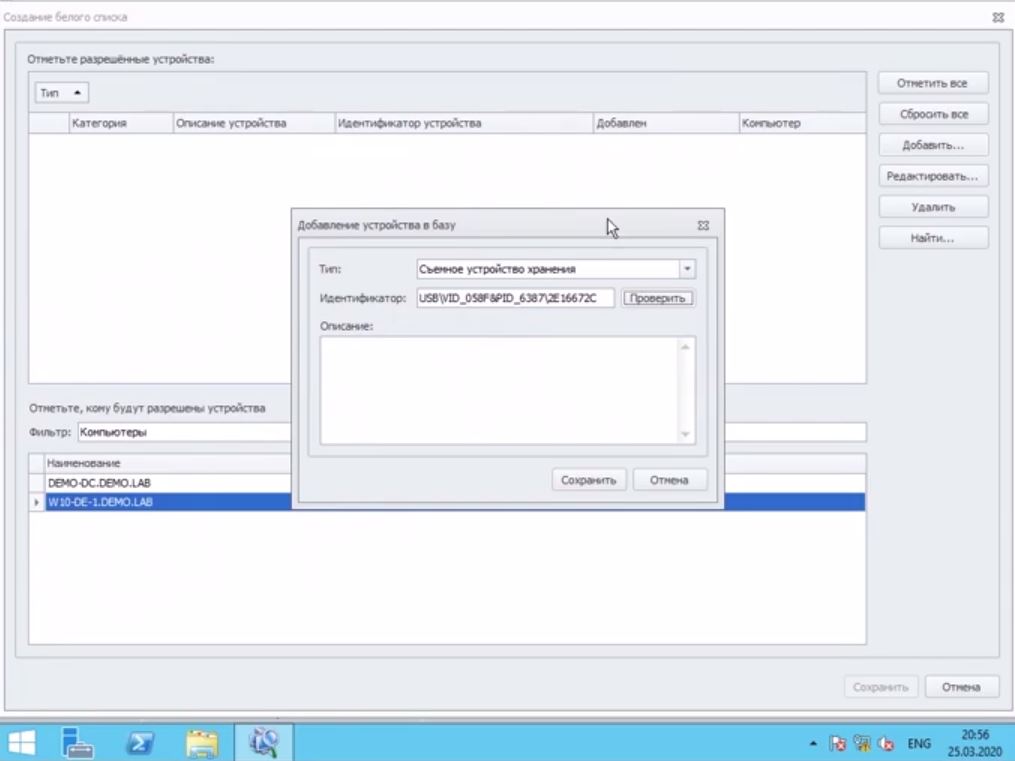 Создание белого списка
Отметьте разрешённые устройства:
Тип
Категория Описание устройства Идентификатор устройства Добавлен Компьютер
Отметить все
Сбросить все
Добавить...
Редактировать...
Удалить
Найти...
Добавление устройства в базу
Тип: Съемное устройство хранения
Идентификатор: USB\VID_058F&PID_6387\2E16672C Проверить
Описание:
Сохранить Отмена
Отметьте, кому будут разрешены устройства
Фильтр: Компьютеры
Наименование
DEMO-DC.DEMO.LAB
W10-DE-1.DEMO.LAB
Сохранить Отмена
ENG
20:56
25.03.2020